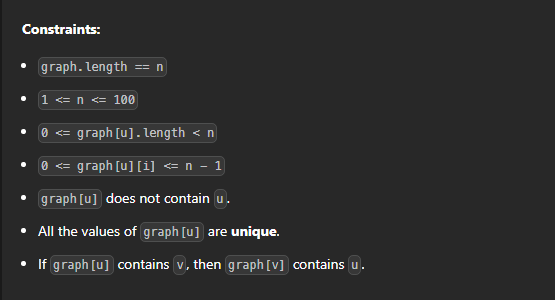 Constraints:
graph.length == n
1 <= n <= 100
0 <= graph[u].length < n
0 <= graph[u][i] <= n - 1
graph[u] does not contain u.
All the values of graph[u] are unique.
If graph[u] contains v, then graph[v] contains u.